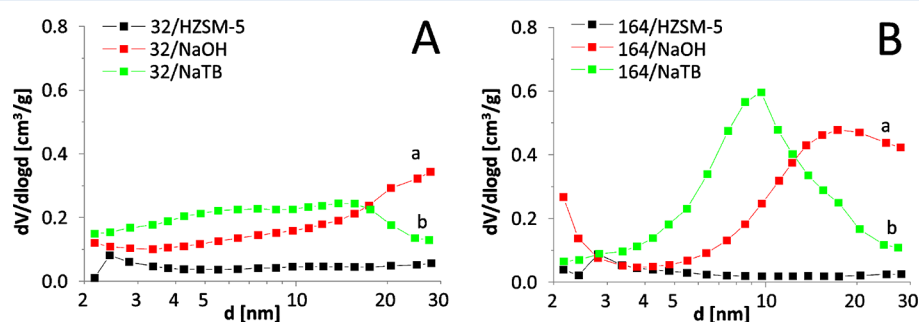 A
32/HZSM-5
32/NaOH
32/NaTB
dV/dlogd [cm³/g]
0.8
0.6
0.4
0.2
0.0
a
b
2 3 4 5 10 20 30
d [nm]
B
164/HZSM-5
164/NaOH
164/NaTB
dV/dlogd [cm³/g]
0.8
0.6
0.4
0.2
0.0
a
b
2 3 4 5 10 20 30
d [nm]